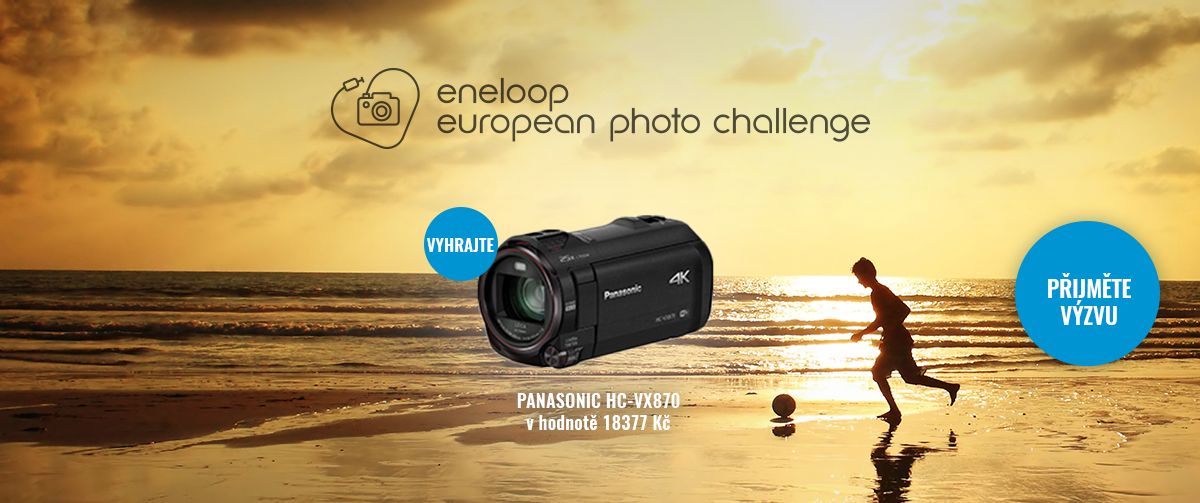 eneloop
european photo challenge
VYHRAJTE
Panasonic
4K
PŘIJMĚTE
VÝZVU
PANASONIC HC-VX870
v hodnotě 18377 Kč